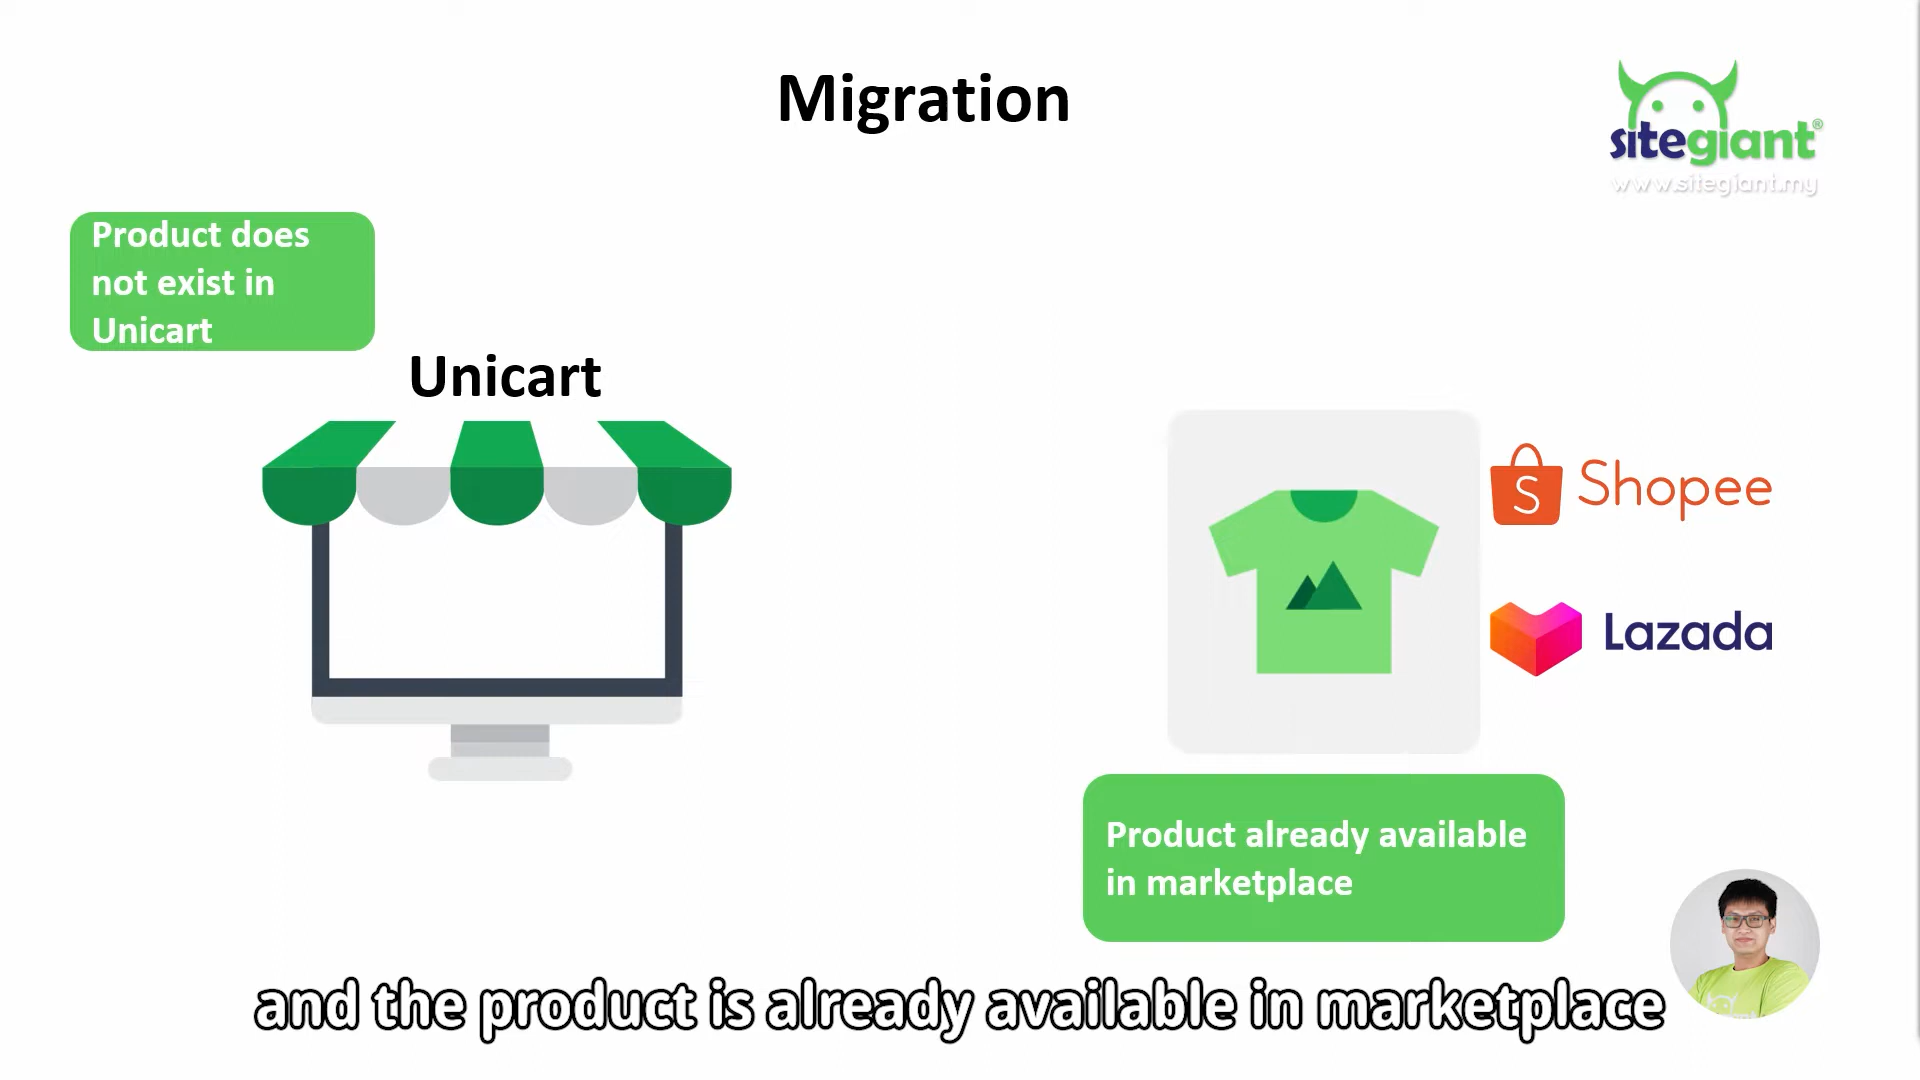 Migration
sitegiant®
www.sitegiant.my
Product does
not exist in
Unicart
Unicart
S Shopee
Lazada
Product already available
in marketplace
and the product is already available in marketplace